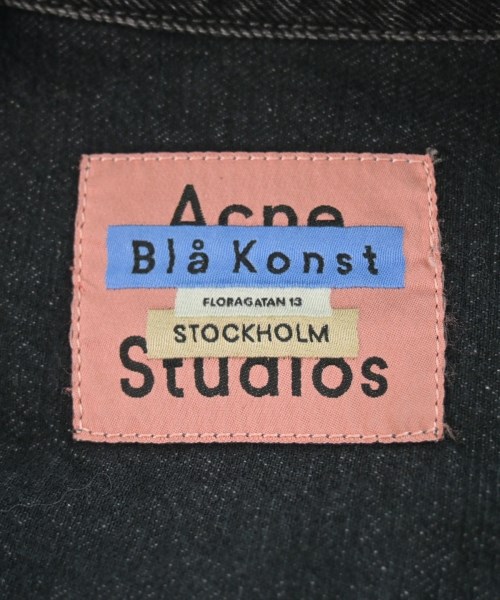 Acne
Blå Konst
FLORAGATAN 13
STOCKHOLM
Studios